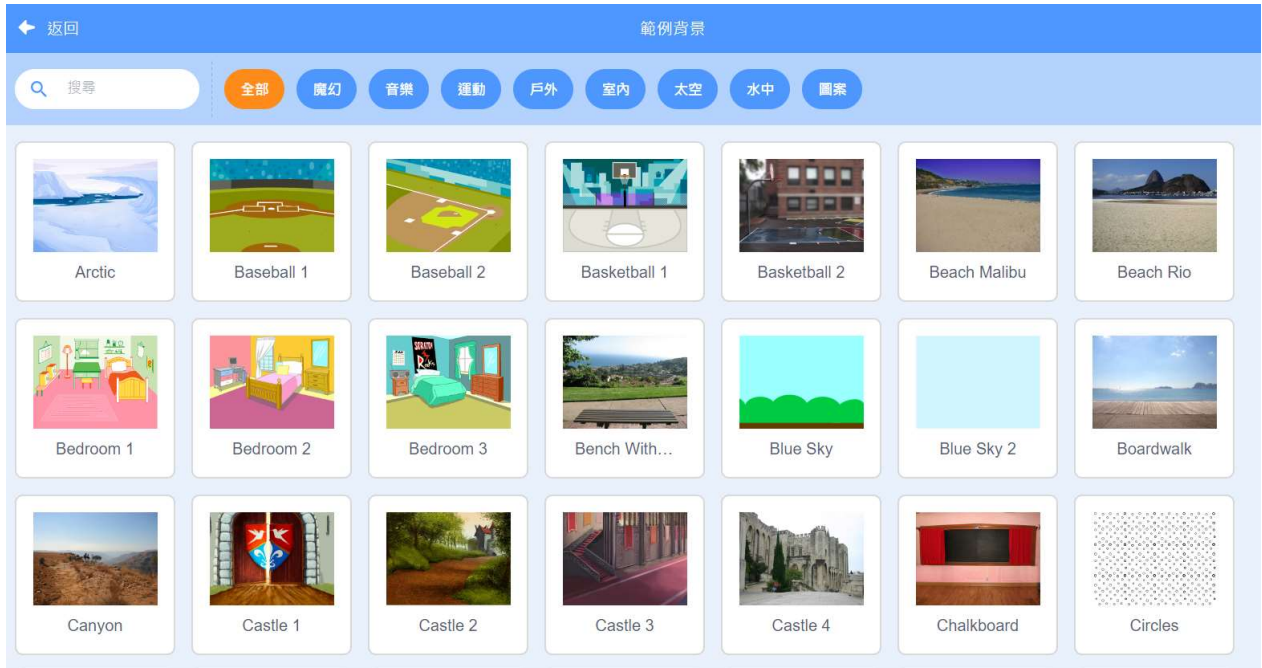 返回
範例背景
搜尋
全部 魔幻 音樂 運動 戶外 室內 太空 水中 圖案
Arctic Baseball 1 Baseball 2 Basketball 1 Basketball 2 Beach Malibu Beach Rio
SCRATCH
Rocks
Bedroom 1 Bedroom 2 Bedroom 3 Bench With... Blue Sky Blue Sky 2 Boardwalk
Canyon Castle 1 Castle 2 Castle 3 Castle 4 Chalkboard Circles